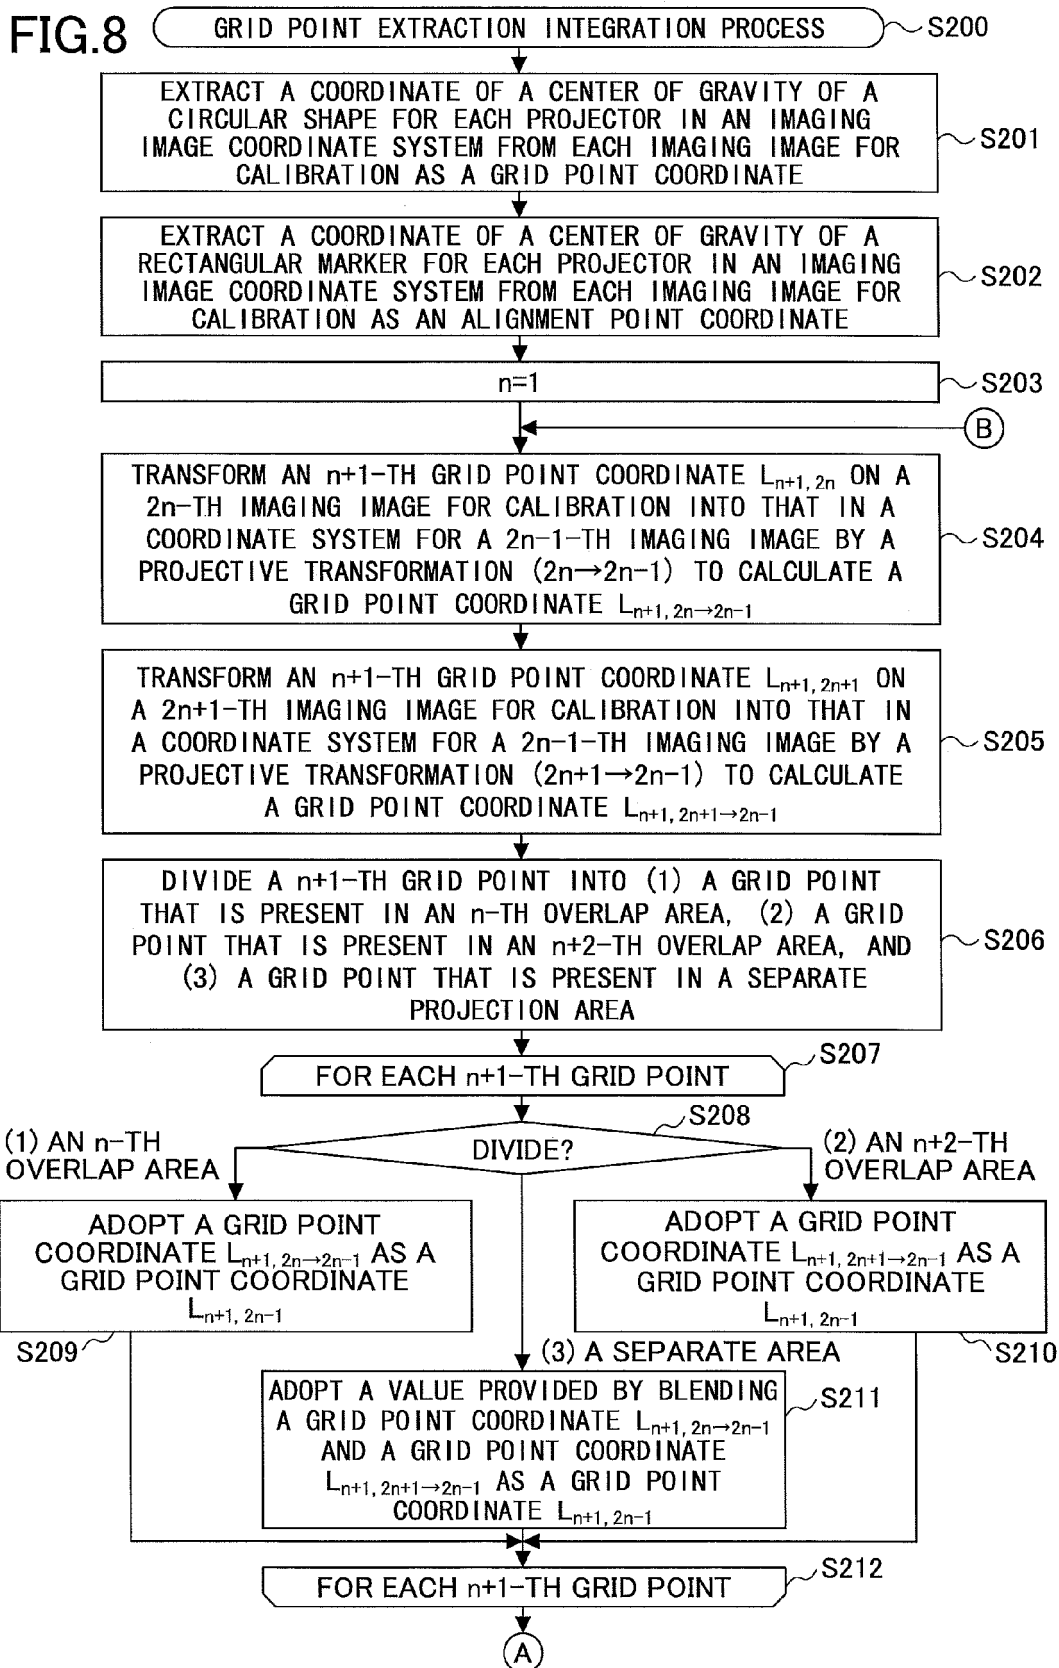 FIG.8
GRID POINT EXTRACTION INTEGRATION PROCESS
S200
EXTRACT A COORDINATE OF A CENTER OF GRAVITY OF A
CIRCULAR SHAPE FOR EACH PROJECTOR IN AN IMAGING
IMAGE COORDINATE SYSTEM FROM EACH IMAGING IMAGE FOR
CALIBRATION AS A GRID POINT COORDINATE
S201
EXTRACT A COORDINATE OF A CENTER OF GRAVITY OF A
RECTANGULAR MARKER FOR EACH PROJECTOR IN AN IMAGING
IMAGE COORDINATE SYSTEM FROM EACH IMAGING IMAGE FOR
CALIBRATION AS AN ALIGNMENT POINT COORDINATE
S202
n=1
S203
B
TRANSFORM AN n+1-TH GRID POINT COORDINATE Ln+1, 2n ON A
2n-TH IMAGING IMAGE FOR CALIBRATION INTO THAT IN A
COORDINATE SYSTEM FOR A 2n-1-TH IMAGING IMAGE BY A
PROJECTIVE TRANSFORMATION (2n→2n-1) TO CALCULATE A
GRID POINT COORDINATE Ln+1, 2n→2n-1
S204
TRANSFORM AN n+1-TH GRID POINT COORDINATE Ln+1, 2n+1 ON
A 2n+1-TH IMAGING IMAGE FOR CALIBRATION INTO THAT IN
A COORDINATE SYSTEM FOR A 2n-1-TH IMAGING IMAGE BY A
PROJECTIVE TRANSFORMATION (2n+1→2n-1) TO CALCULATE
A GRID POINT COORDINATE Ln+1, 2n+1→2n-1
S205
DIVIDE A n+1-TH GRID POINT INTO (1) A GRID POINT
THAT IS PRESENT IN AN n-TH OVERLAP AREA, (2) A GRID
POINT THAT IS PRESENT IN AN n+2-TH OVERLAP AREA, AND
(3) A GRID POINT THAT IS PRESENT IN A SEPARATE
PROJECTION AREA
S206
FOR EACH n+1-TH GRID POINT
S207
DIVIDE?
S208
(1) AN n-TH
OVERLAP AREA
(2) AN n+2-TH
OVERLAP AREA
ADOPT A GRID POINT
COORDINATE Ln+1, 2n→2n-1 AS A
GRID POINT COORDINATE
Ln+1, 2n-1
S209
ADOPT A GRID POINT
COORDINATE Ln+1, 2n+1→2n-1 AS A
GRID POINT COORDINATE
Ln+1, 2n-1
S210
(3) A SEPARATE AREA
ADOPT A VALUE PROVIDED BY BLENDING
A GRID POINT COORDINATE Ln+1, 2n→2n-1
AND A GRID POINT COORDINATE
Ln+1, 2n+1→2n-1 AS A GRID POINT
COORDINATE Ln+1, 2n-1
S211
FOR EACH n+1-TH GRID POINT
S212
A